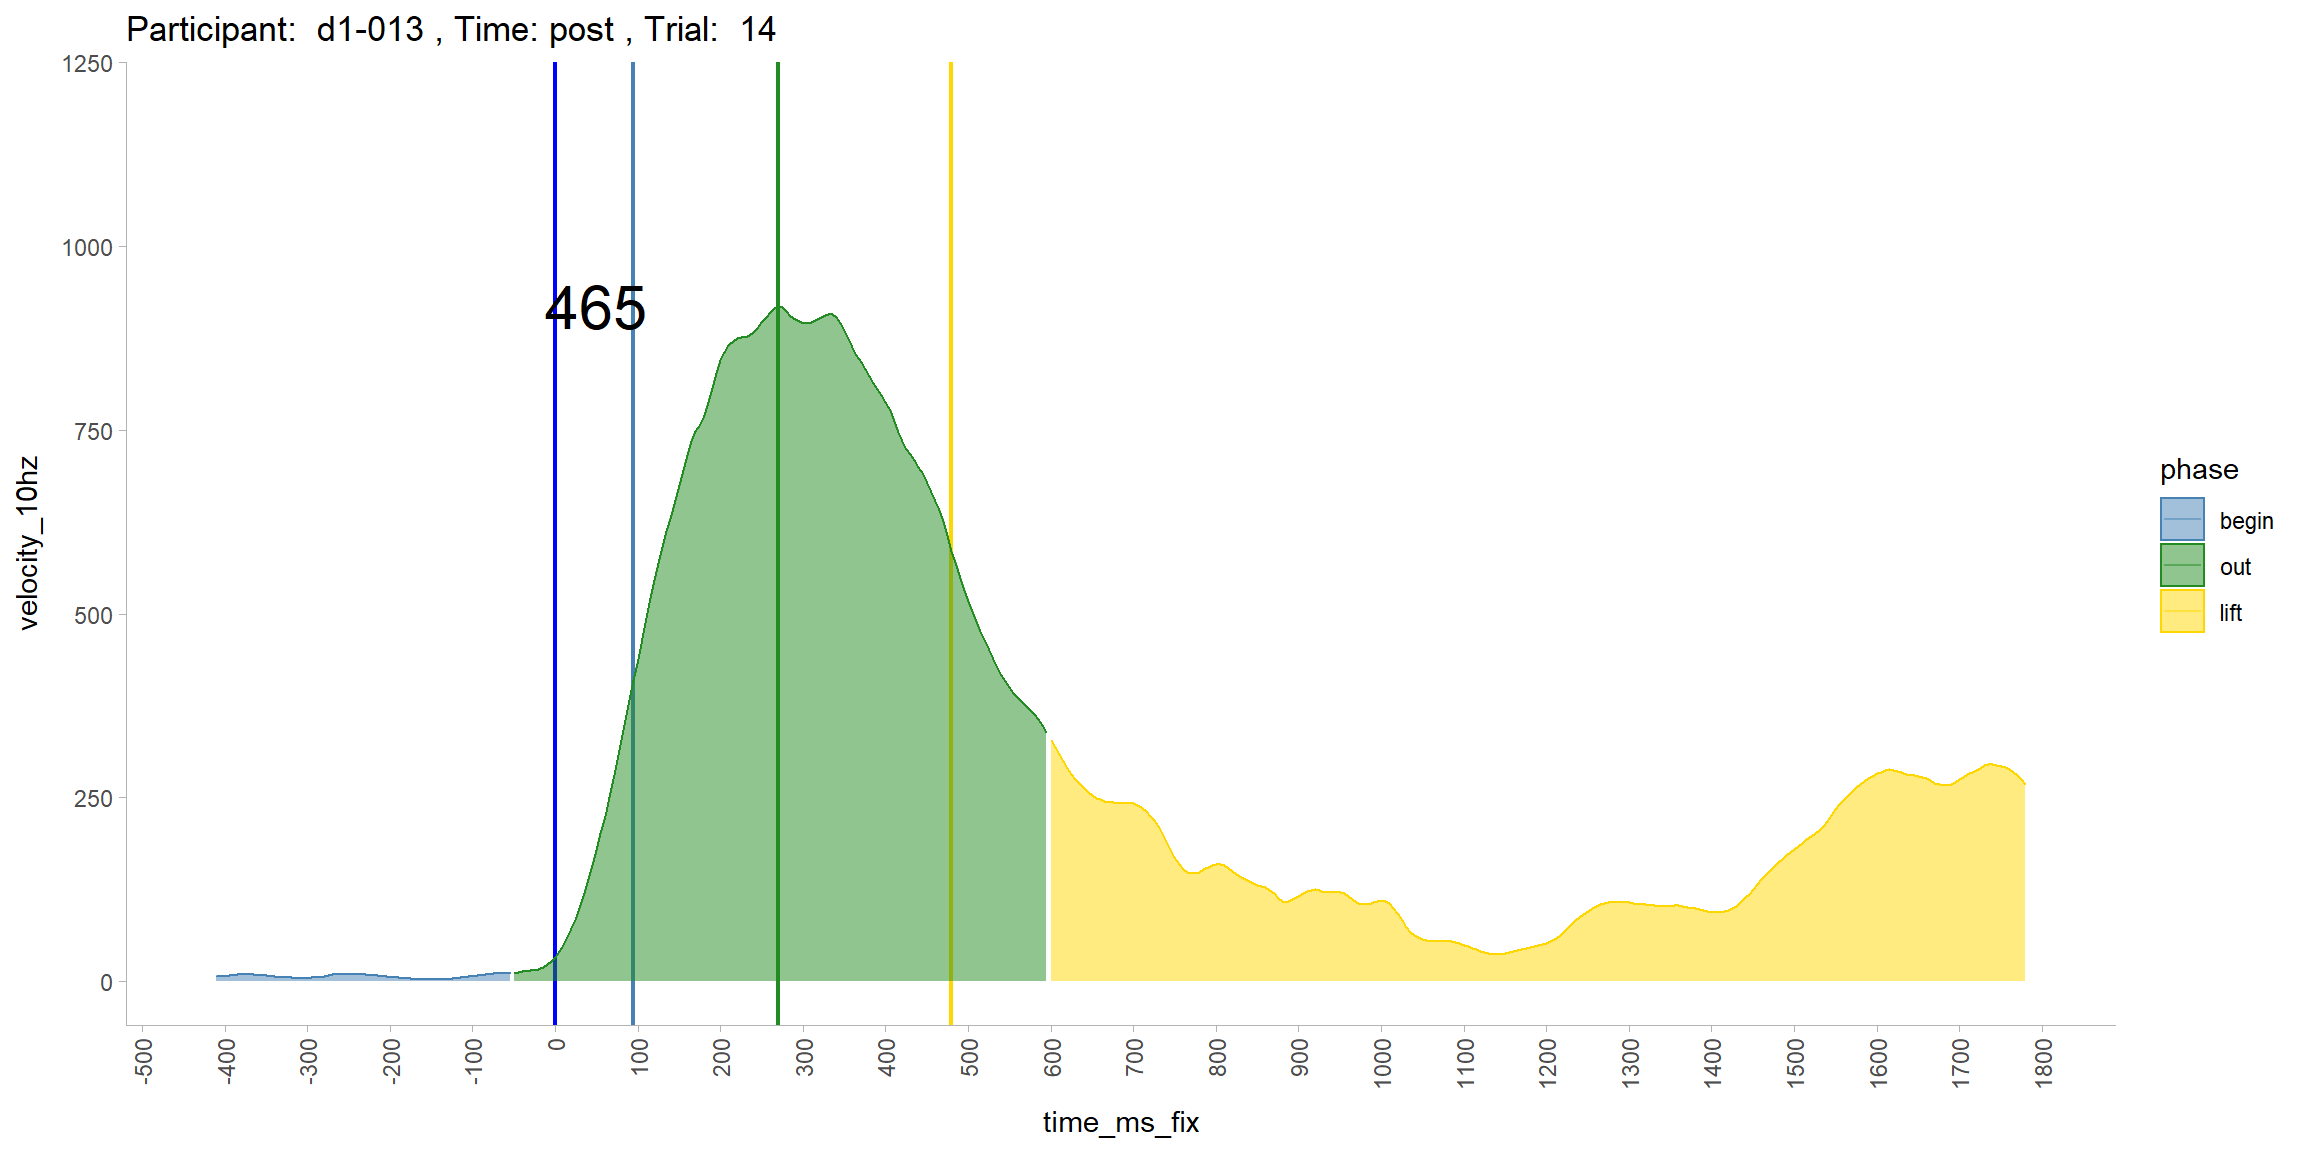 Participant:  d1-013 , Time: post , Trial:  14
1250
1000
750
500
250
0
velocity_10hz
465
-500 -400 -300 -200 -100 0 100 200 300 400 500 600 700 800 900 1000 1100 1200 1300 1400 1500 1600 1700 1800
time_ms_fix
phase
begin
out
lift